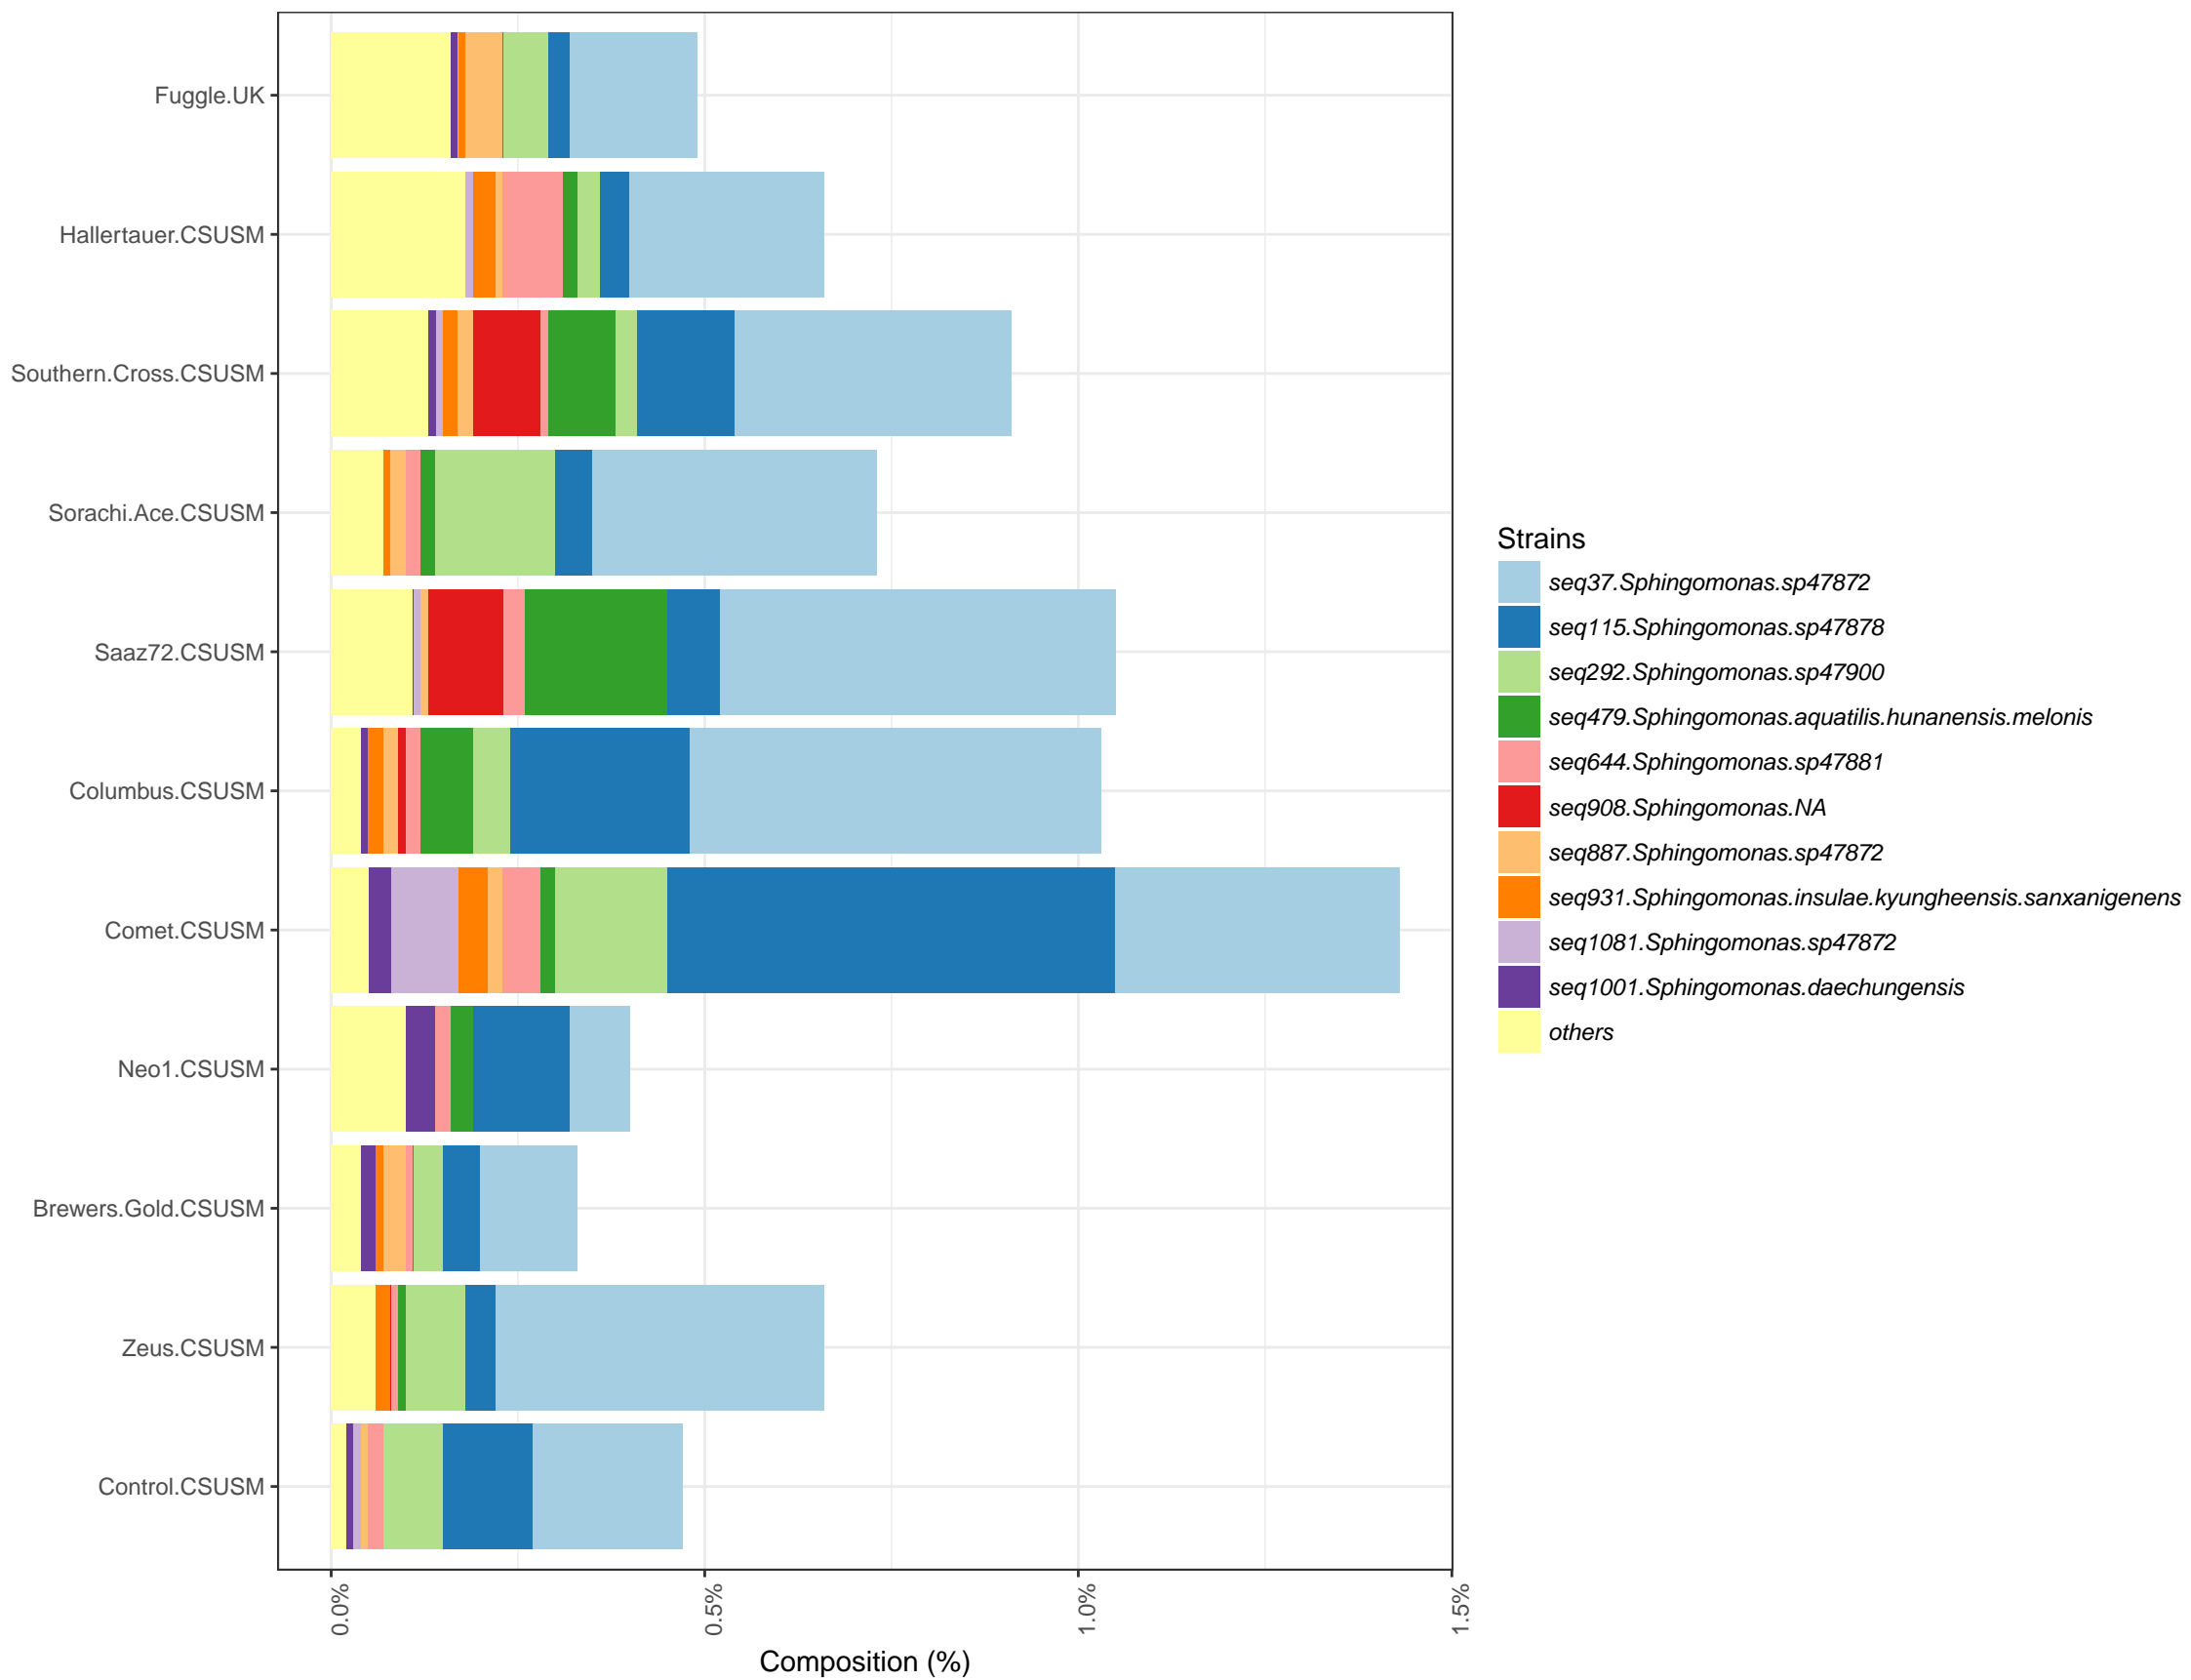 Fuggle.UK
Hallertauer.CSUSM
Southern.Cross.CSUSM
Sorachi.Ace.CSUSM
Saaz72.CSUSM
Columbus.CSUSM
Comet.CSUSM
Neo1.CSUSM
Brewers.Gold.CSUSM
Zeus.CSUSM
Control.CSUSM
0.0%
0.5%
1.0%
1.5%
Composition (%)
Strains
seq37.Sphingomonas.sp47872
seq115.Sphingomonas.sp47878
seq292.Sphingomonas.sp47900
seq479.Sphingomonas.aquatilis.hunanensis.melonis
seq644.Sphingomonas.sp47881
seq908.Sphingomonas.NA
seq887.Sphingomonas.sp47872
seq931.Sphingomonas.insulae.kyungheensis.sanxanigenens
seq1081.Sphingomonas.sp47872
seq1001.Sphingomonas.daechungensis
others